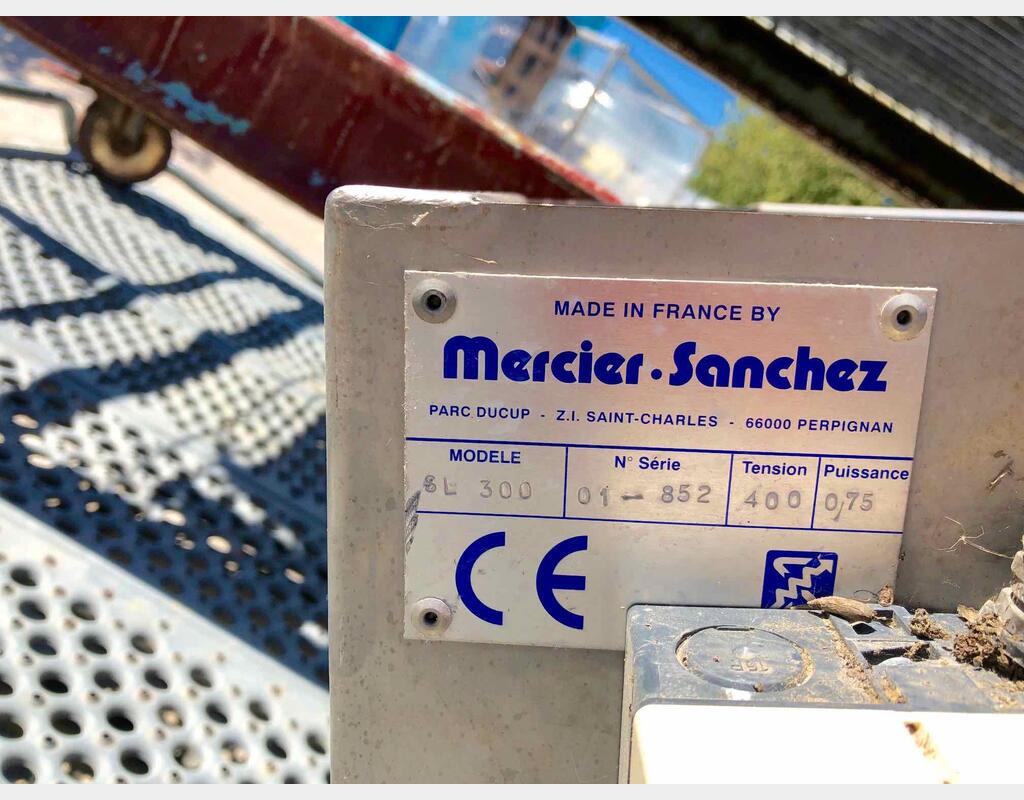 MADE IN FRANCE BY
Mercier · Sanchez
PARC DUCUP - Z.I. SAINT-CHARLES - 66000 PERPIGNAN
MODELE N° Série Tension Puissance
SL 300 01-852 400 0,75
CE